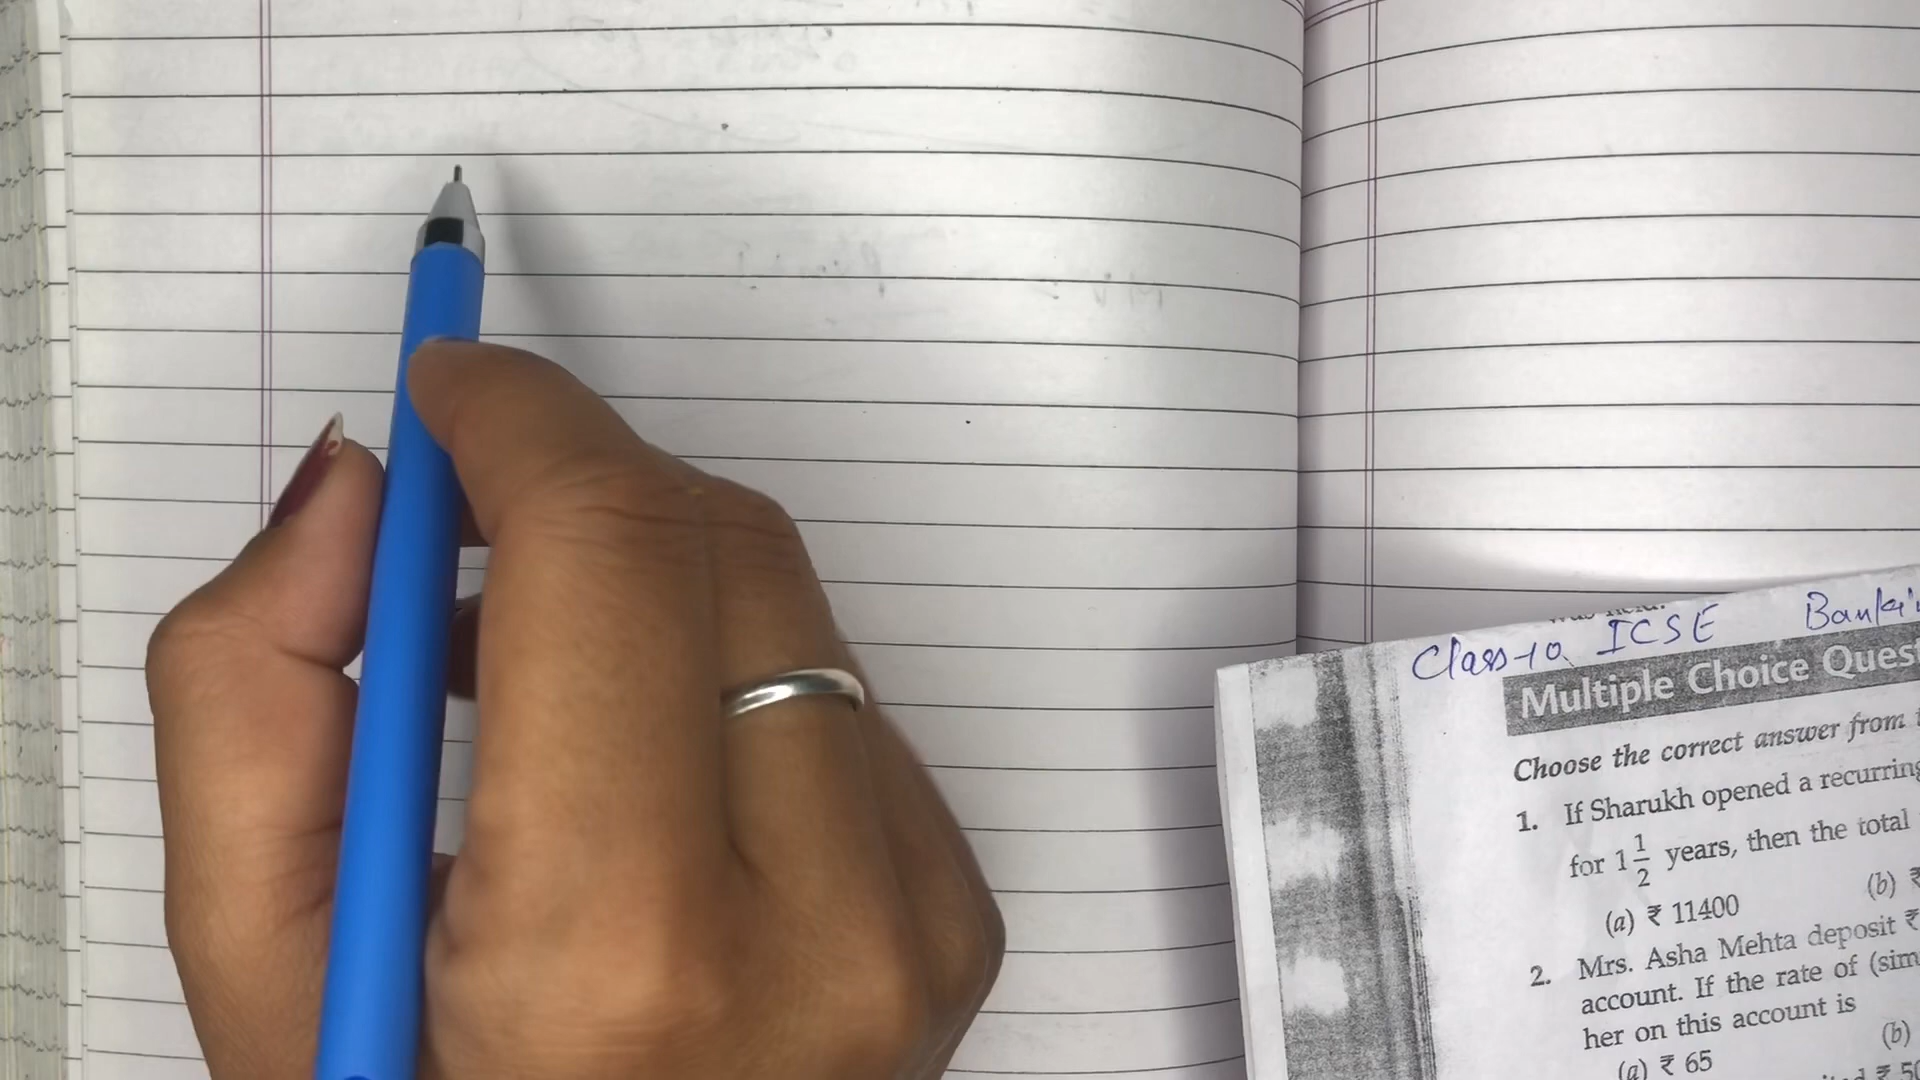 Class-10 ICSE
Multiple Choice
Choose the correct answer from
1. If Sharukh opened a recurring
for 1 1/2 years, then the total
(a) ₹ 11400 (b) ₹
2. Mrs. Asha Mehta deposit ₹
account. If the rate of (sim
her on this account is
(a) ₹ 65 (b)